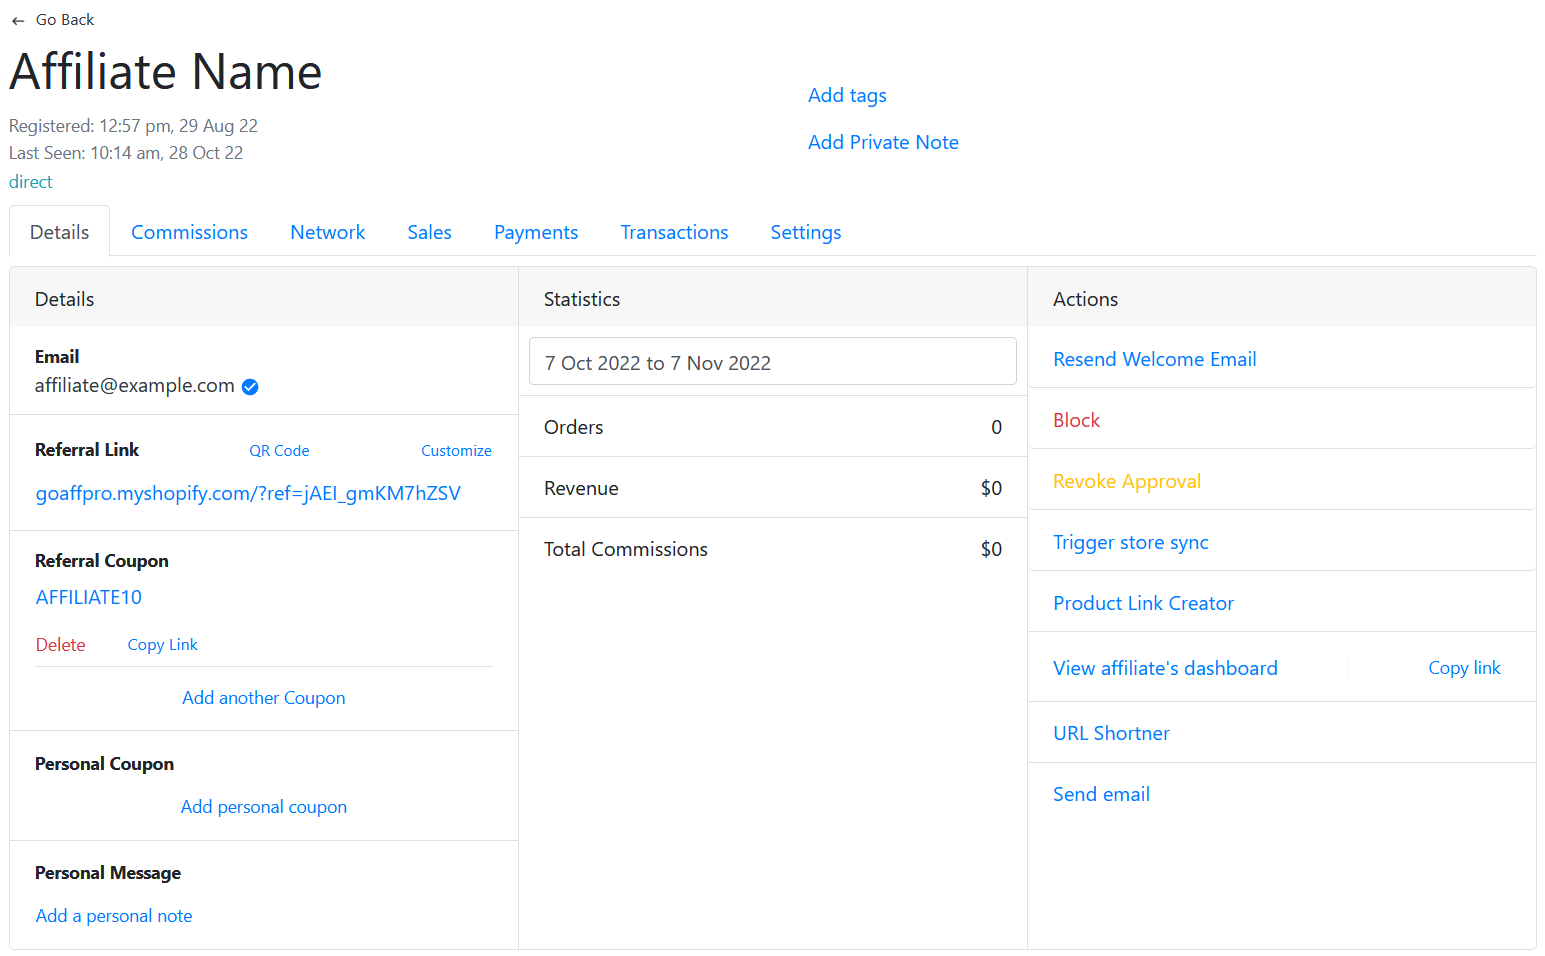 ← Go Back
Affiliate Name
Add tags
Registered: 12:57 pm, 29 Aug 22
Add Private Note
Last Seen: 10:14 am, 28 Oct 22
direct
Details Commissions Network Sales Payments Transactions Settings
Details
Email
affiliate@example.com
Referral Link QR Code Customize
goaffpro.myshopify.com/?ref=jAEI_gmKM7hZSV
Referral Coupon
AFFILIATE10
Delete Copy Link
Add another Coupon
Personal Coupon
Add personal coupon
Personal Message
Add a personal note
Statistics
7 Oct 2022 to 7 Nov 2022
Orders 0
Revenue $0
Total Commissions $0
Actions
Resend Welcome Email
Block
Revoke Approval
Trigger store sync
Product Link Creator
View affiliate's dashboard Copy link
URL Shortner
Send email